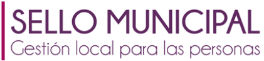 SELLO MUNICIPAL
Gestión local para las personas